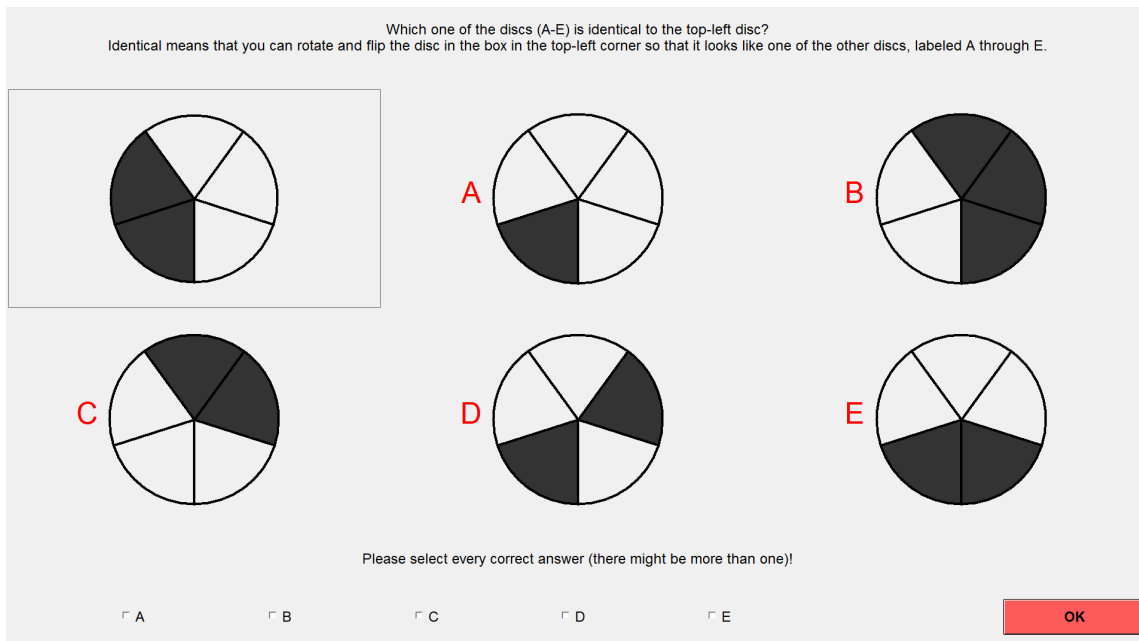 Which one of the discs (A-E) is identical to the top-left disc?
Identical means that you can rotate and flip the disc in the box in the top-left corner so that it looks like one of the other discs, labeled A through E.
A
B
C
D
E
Please select every correct answer (there might be more than one)!
A B C D E OK